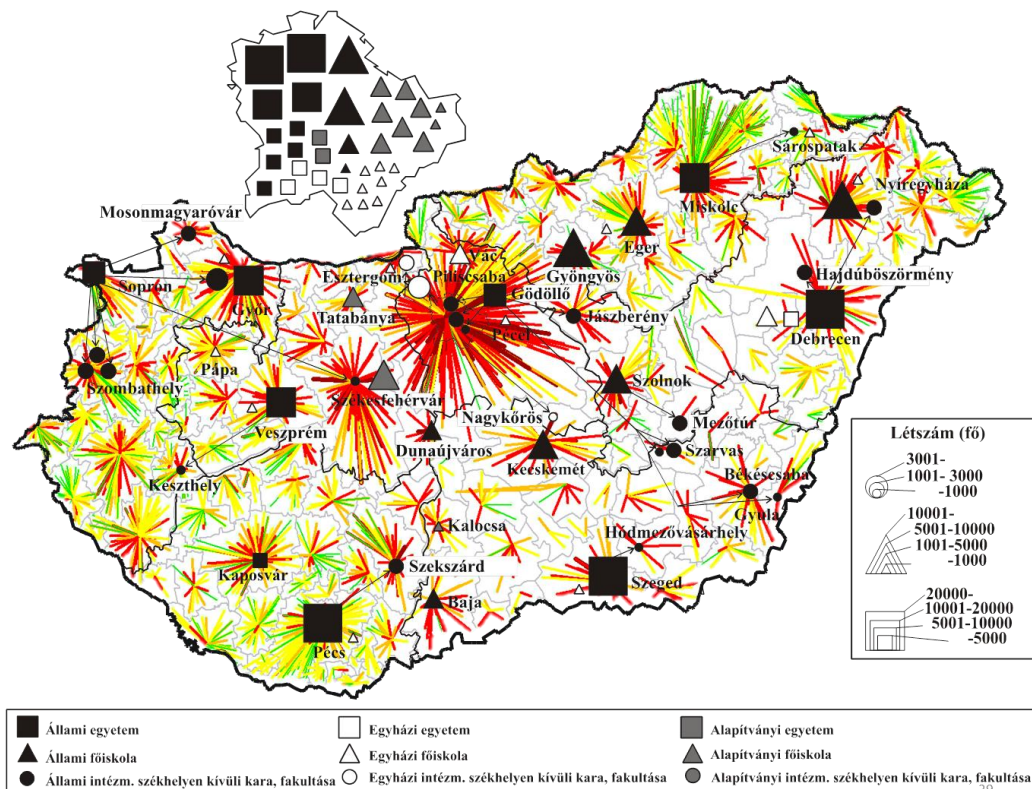 Sárospatak
Nyíregyháza
Miskolc
Mosonmagyaróvár
Eger
Vác
Esztergom
Piliscsaba
Gyöngyös
Hajdúböszörmény
Sopron
Gödöllő
Győr
Tatabánya
Jászberény
Debrecen
Pécel
Pápa
Szombathely
Székesfehérvár
Szolnok
Nagykőrös
Mezőtúr
Veszprém
Dunaújváros
Kecskemét
Szarvas
Békéscsaba
Keszthely
Gyula
Kalocsa
Hódmezővásárhely
Szekszárd
Kaposvár
Szeged
Baja
Pécs
Létszám (fő)
3001-
1001- 3000
-1000
10001-
5001-10000
1001-5000
-1000
20000-
10001-20000
5001-10000
-5000
Állami egyetem
Egyházi egyetem
Alapítványi egyetem
Állami főiskola
Egyházi főiskola
Alapítványi főiskola
Állami intézm. székhelyen kívüli kara, fakultása
Egyházi intézm. székhelyen kívüli kara, fakultása
Alapítványi intézm. székhelyen kívüli kara, fakultása